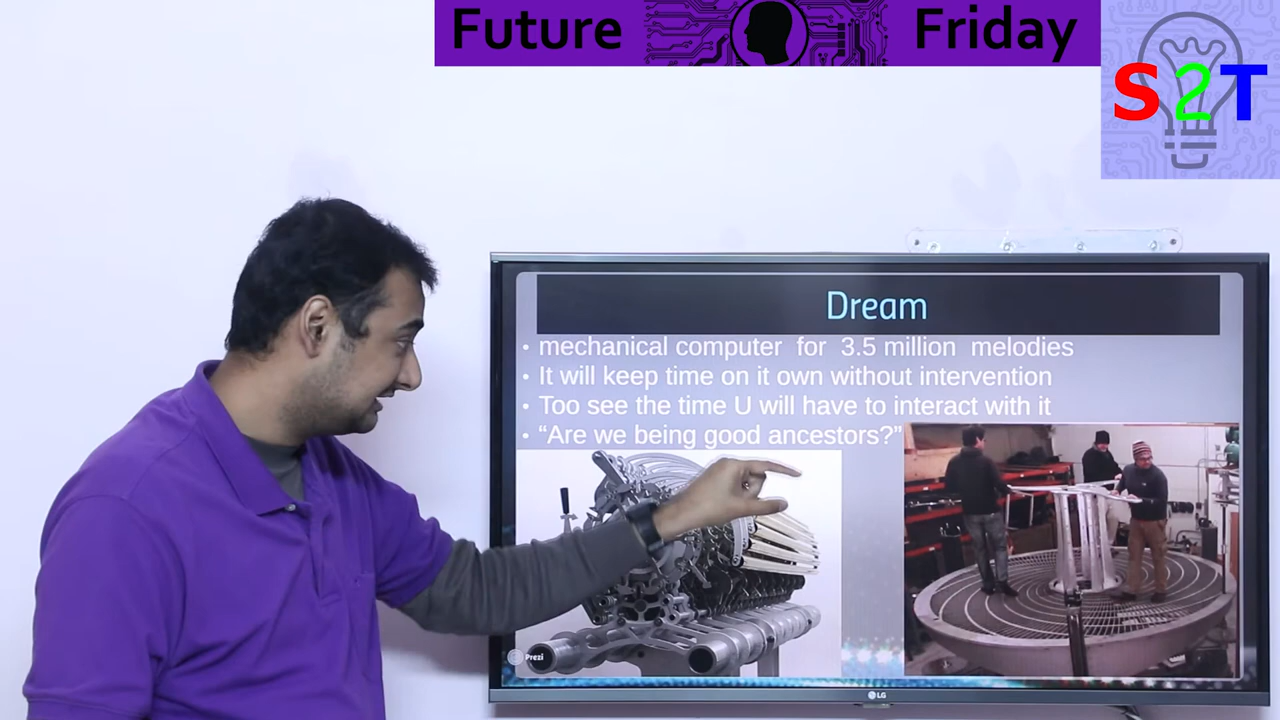 Future Friday
S2T
Dream
• mechanical computer for 3.5 million melodies
• It will keep time on it own without intervention
• Too see the time U will have to interact with it
• “Are we being good ancestors?”
Prezi
LG